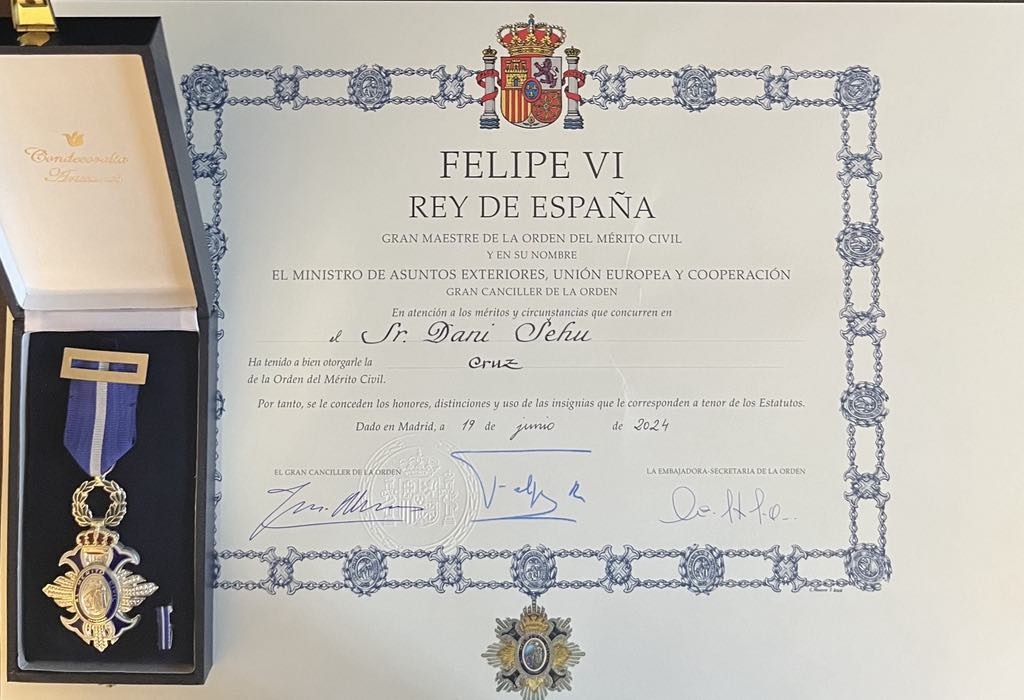 Condecoralia
FELIPE VI
REY DE ESPAÑA
GRAN MAESTRE DE LA ORDEN DEL MÉRITO CIVIL
Y EN SU NOMBRE
EL MINISTRO DE ASUNTOS EXTERIORES, UNIÓN EUROPEA Y COOPERACIÓN
GRAN CANCILLER DE LA ORDEN
En atención a los méritos y circunstancias que concurren en
el Sr. Dani Sehu
Ha tenido a bien otorgarle la Cruz
de la Orden del Mérito Civil.
Por tanto, se le conceden los honores, distinciones y uso de las insignias que le corresponden a tenor de los Estatutos.
Dado en Madrid, a 19 de junio de 2024
EL GRAN CANCILLER DE LA ORDEN
LA EMBAJADORA-SECRETARIA DE LA ORDEN